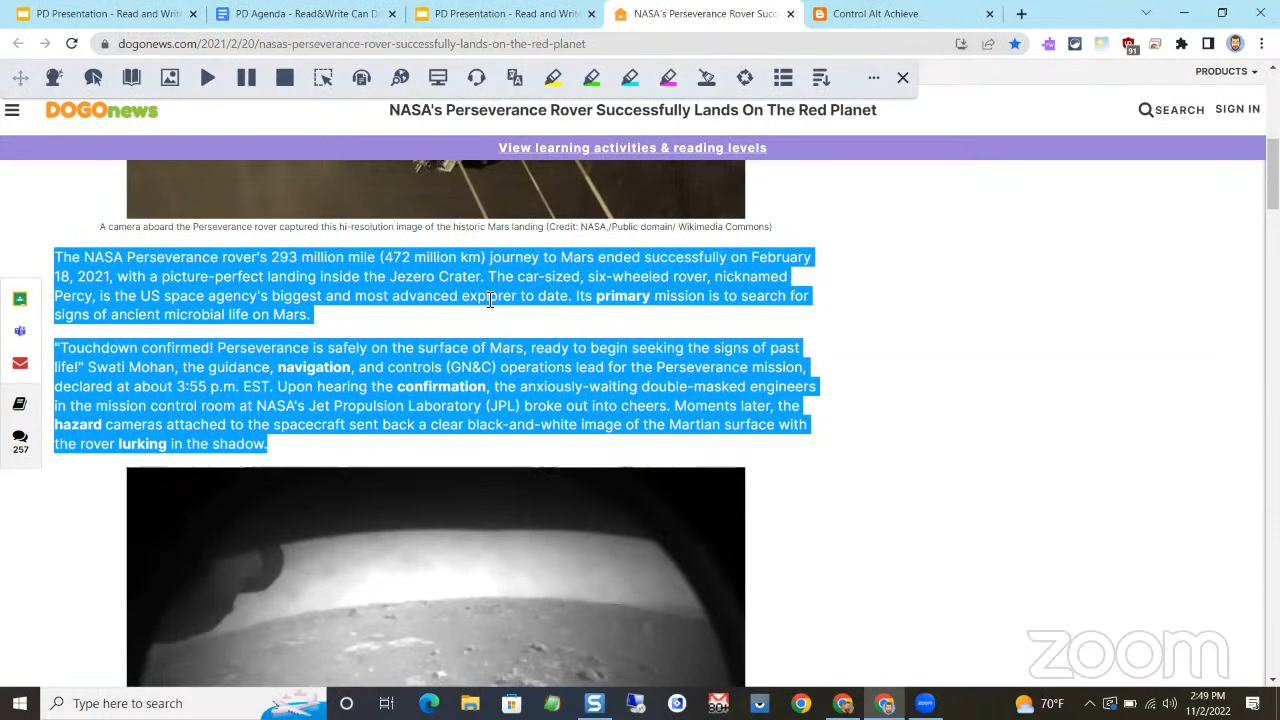 PD Presentation - Read and Write
PD Agenda - Read&Write Can D
PD Presentation - Read and Write
NASA's Perseverance Rover Succ
Control Alt Achieve
dogonews.com/2021/2/20/nasas-perseverance-rover-successfully-lands-on-the-red-planet
91
PRODUCTS
DOGOnews
NASA's Perseverance Rover Successfully Lands On The Red Planet
SEARCH
SIGN IN
View learning activities & reading levels
A camera aboard the Perseverance rover captured this hi-resolution image of the historic Mars landing (Credit: NASA,/Public domain/ Wikimedia Commons)
The NASA Perseverance rover's 293 million mile (472 million km) journey to Mars ended successfully on February
18, 2021, with a picture-perfect landing inside the Jezero Crater. The car-sized, six-wheeled rover, nicknamed
Percy, is the US space agency's biggest and most advanced explorer to date. Its primary mission is to search for
signs of ancient microbial life on Mars.
"Touchdown confirmed! Perseverance is safely on the surface of Mars, ready to begin seeking the signs of past
life!" Swati Mohan, the guidance, navigation, and controls (GN&C) operations lead for the Perseverance mission,
declared at about 3:55 p.m. EST. Upon hearing the confirmation, the anxiously-waiting double-masked engineers
in the mission control room at NASA's Jet Propulsion Laboratory (JPL) broke out into cheers. Moments later, the
hazard cameras attached to the spacecraft sent back a clear black-and-white image of the Martian surface with
the rover lurking in the shadow.
257
zoom
Type here to search
99+
zoom
70°F
2:49 PM
11/2/2022